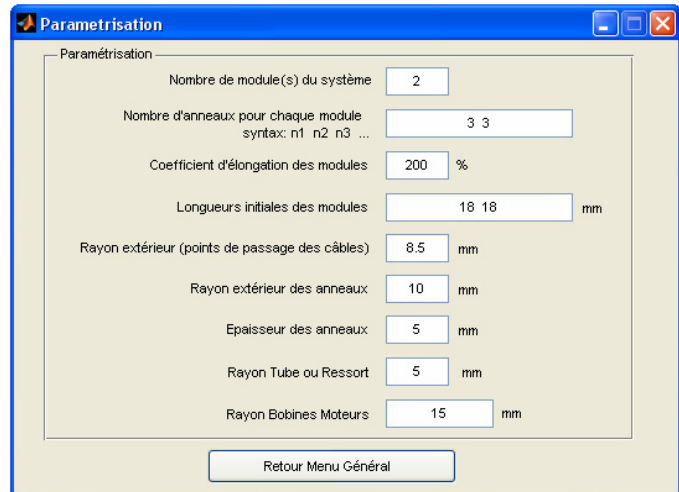 Parametrisation
Paramétrisation
Nombre de module(s) du système 2
Nombre d'anneaux pour chaque module
syntax: n1 n2 n3 ... 3 3
Coefficient d'élongation des modules 200 %
Longueurs initiales des modules 18 18 mm
Rayon extérieur (points de passage des câbles) 8.5 mm
Rayon extérieur des anneaux 10 mm
Epaisseur des anneaux 5 mm
Rayon Tube ou Ressort 5 mm
Rayon Bobines Moteurs 15 mm
Retour Menu Général